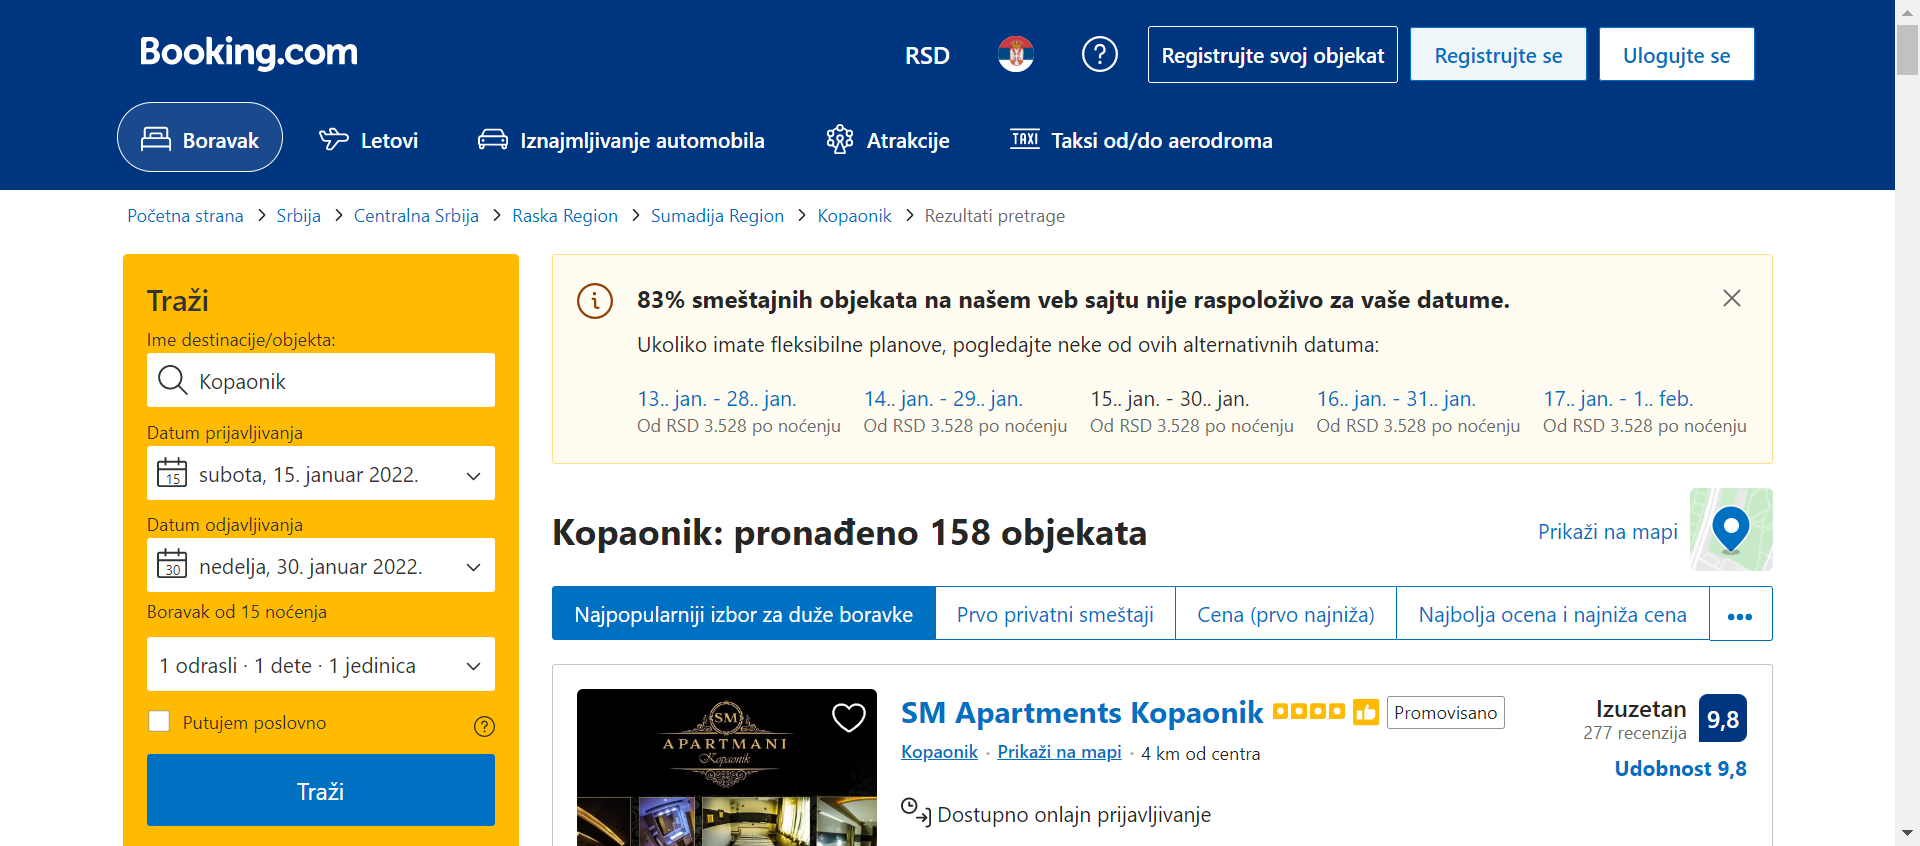 Booking.com
RSD
Registrujte svoj objekat
Registrujte se
Ulogujte se
Boravak
Letovi
Iznajmljivanje automobila
Atrakcije
TAXI Taksi od/do aerodroma
Početna strana > Srbija > Centralna Srbija > Raska Region > Sumadija Region > Kopaonik > Rezultati pretrage
Traži
Ime destinacije/objekta:
Kopaonik
Datum prijavljivanja
15 subota, 15. januar 2022.
Datum odjavljivanja
30 nedelja, 30. januar 2022.
Boravak od 15 noćenja
1 odrasli · 1 dete · 1 jedinica
Putujem poslovno
Traži
83% smeštajnih objekata na našem veb sajtu nije raspoloživo za vaše datume.
Ukoliko imate fleksibilne planove, pogledajte neke od ovih alternativnih datuma:
13.. jan. - 28.. jan.
Od RSD 3.528 po noćenju
14.. jan. - 29.. jan.
Od RSD 3.528 po noćenju
15.. jan. - 30.. jan.
Od RSD 3.528 po noćenju
16.. jan. - 31.. jan.
Od RSD 3.528 po noćenju
17.. jan. - 1.. feb.
Od RSD 3.528 po noćenju
Kopaonik: pronađeno 158 objekata
Prikaži na mapi
Najpopularniji izbor za duže boravke
Prvo privatni smeštaji
Cena (prvo najniža)
Najbolja ocena i najniža cena
SM
APARTMANI
Kopaonik
SM Apartments Kopaonik
Promovisano
Kopaonik · Prikaži na mapi · 4 km od centra
Dostupno onlajn prijavljivanje
Izuzetan
277 recenzija
9,8
Udobnost 9,8